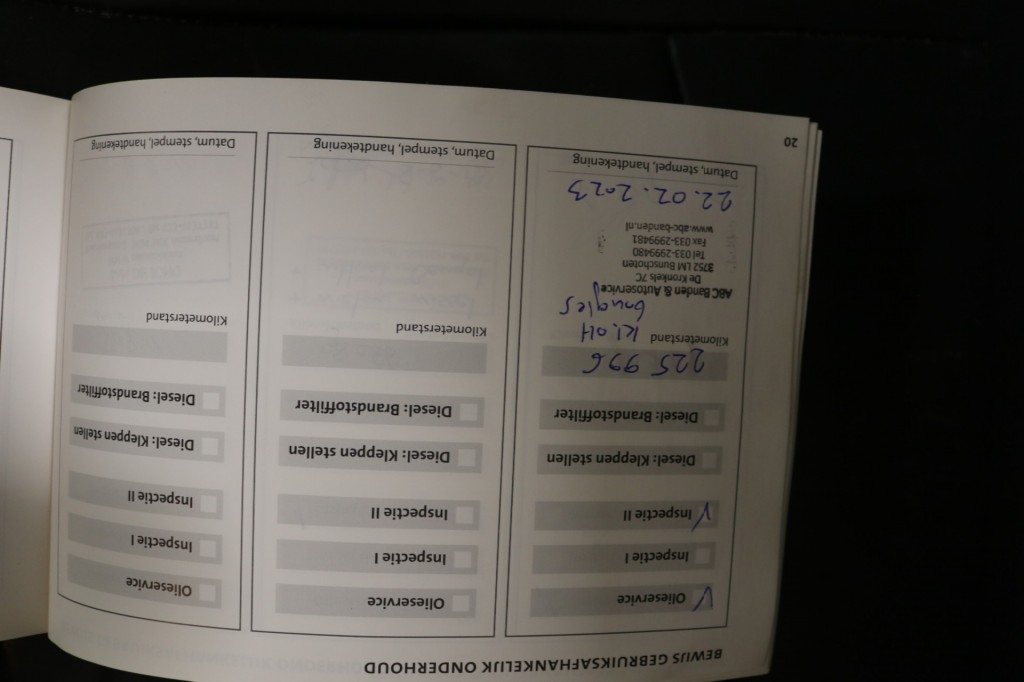 BEWIJS GEBRUIKSAFHANKELIJK ONDERHOUD
Olieservice
Inspectie I
Inspectie II
Diesel: Kleppen stellen
Diesel: Brandstoffilter
225 996
Kilometerstand
ABC Banden & Autoservice
De Kronkels 7C
3752 LM Bunschoten
Tel 033-2999480
Fax 033-2999481
www.abc-banden.nl
22.02.2023
Datum, stempel, handtekening
Olieservice
Inspectie I
Inspectie II
Diesel: Kleppen stellen
Diesel: Brandstoffilter
Kilometerstand
Datum, stempel, handtekening
Olieservice
Inspectie I
Inspectie II
Diesel: Kleppen stellen
Diesel: Brandstoffilter
Kilometerstand
Datum, stempel, handtekening
20